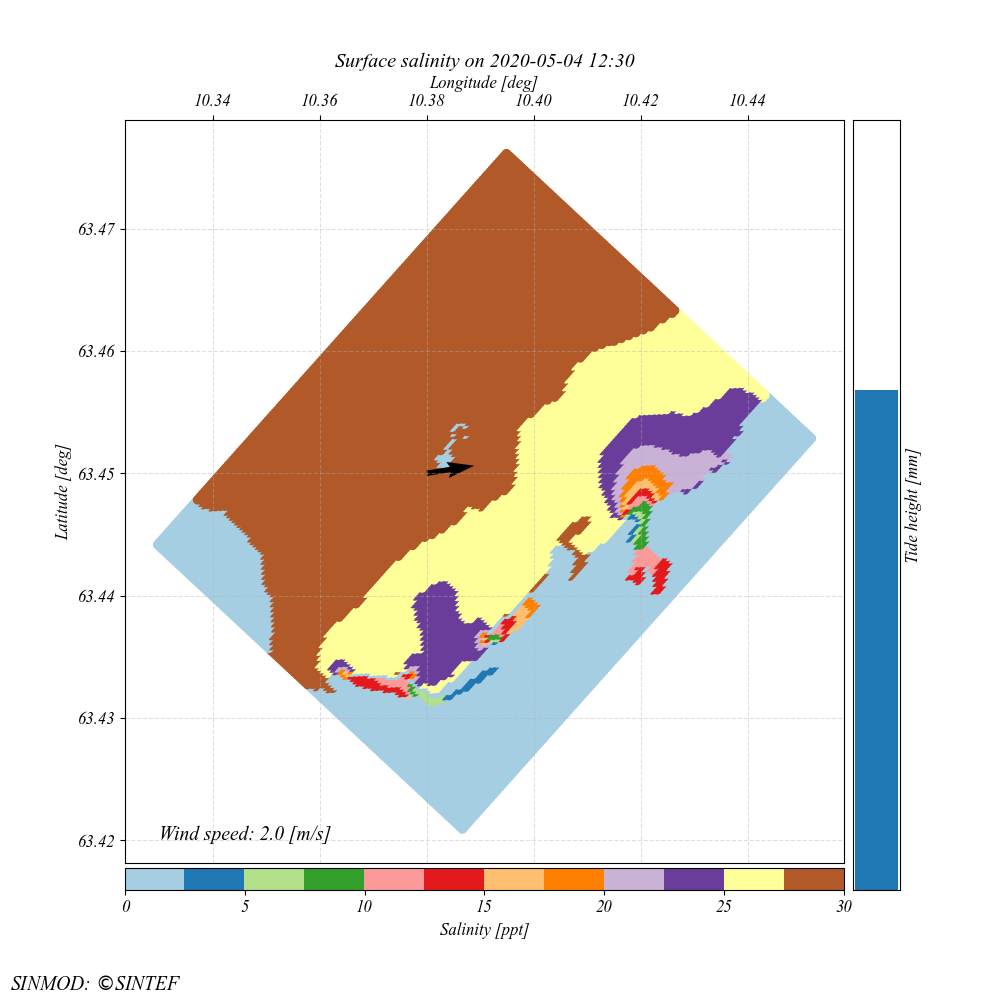 Surface salinity on 2020-05-04 12:30
Longitude [deg]
10.34 10.36 10.38 10.40 10.42 10.44
63.47
63.46
63.45
63.44
63.43
63.42
Latitude [deg]
Tide height [mm]
Wind speed: 2.0 [m/s]
0 5 10 15 20 25 30
Salinity [ppt]
SINMOD: ©SINTEF